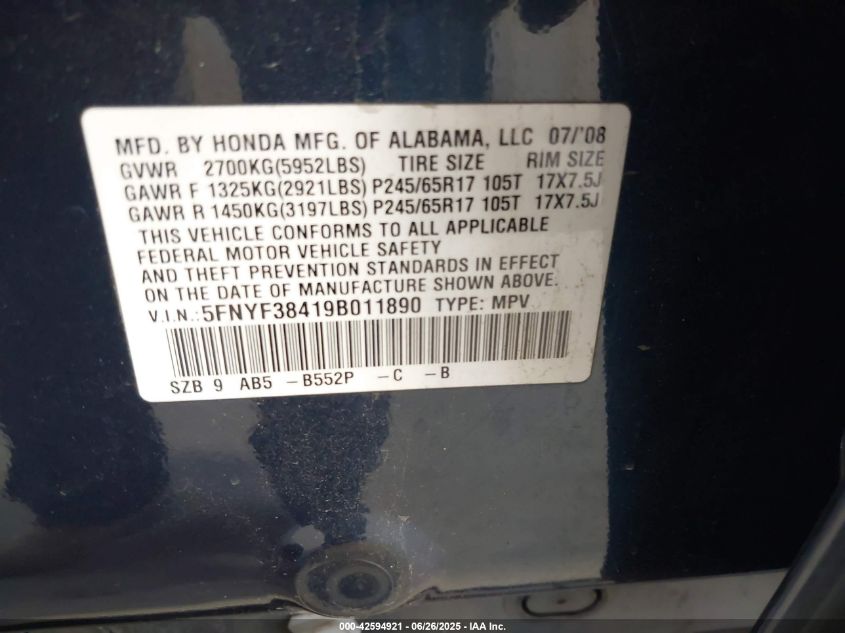 MFD. BY HONDA MFG. OF ALABAMA, LLC 07/'08
GVWR 2700KG(5952LBS) TIRE SIZE RIM SIZE
GAWR F 1325KG(2921LBS) P245/65R17 105T 17X7.5J
GAWR R 1450KG(3197LBS) P245/65R17 105T 17X7.5J
THIS VEHICLE CONFORMS TO ALL APPLICABLE
FEDERAL MOTOR VEHICLE SAFETY
AND THEFT PREVENTION STANDARDS IN EFFECT
ON THE DATE OF MANUFACTURE SHOWN ABOVE.
V.I.N.:5FNYF38419B011890 TYPE: MPV
SZB 9 AB5 -B552P -C -B
000-42594921 - 06/26/2025 - IAA Inc.